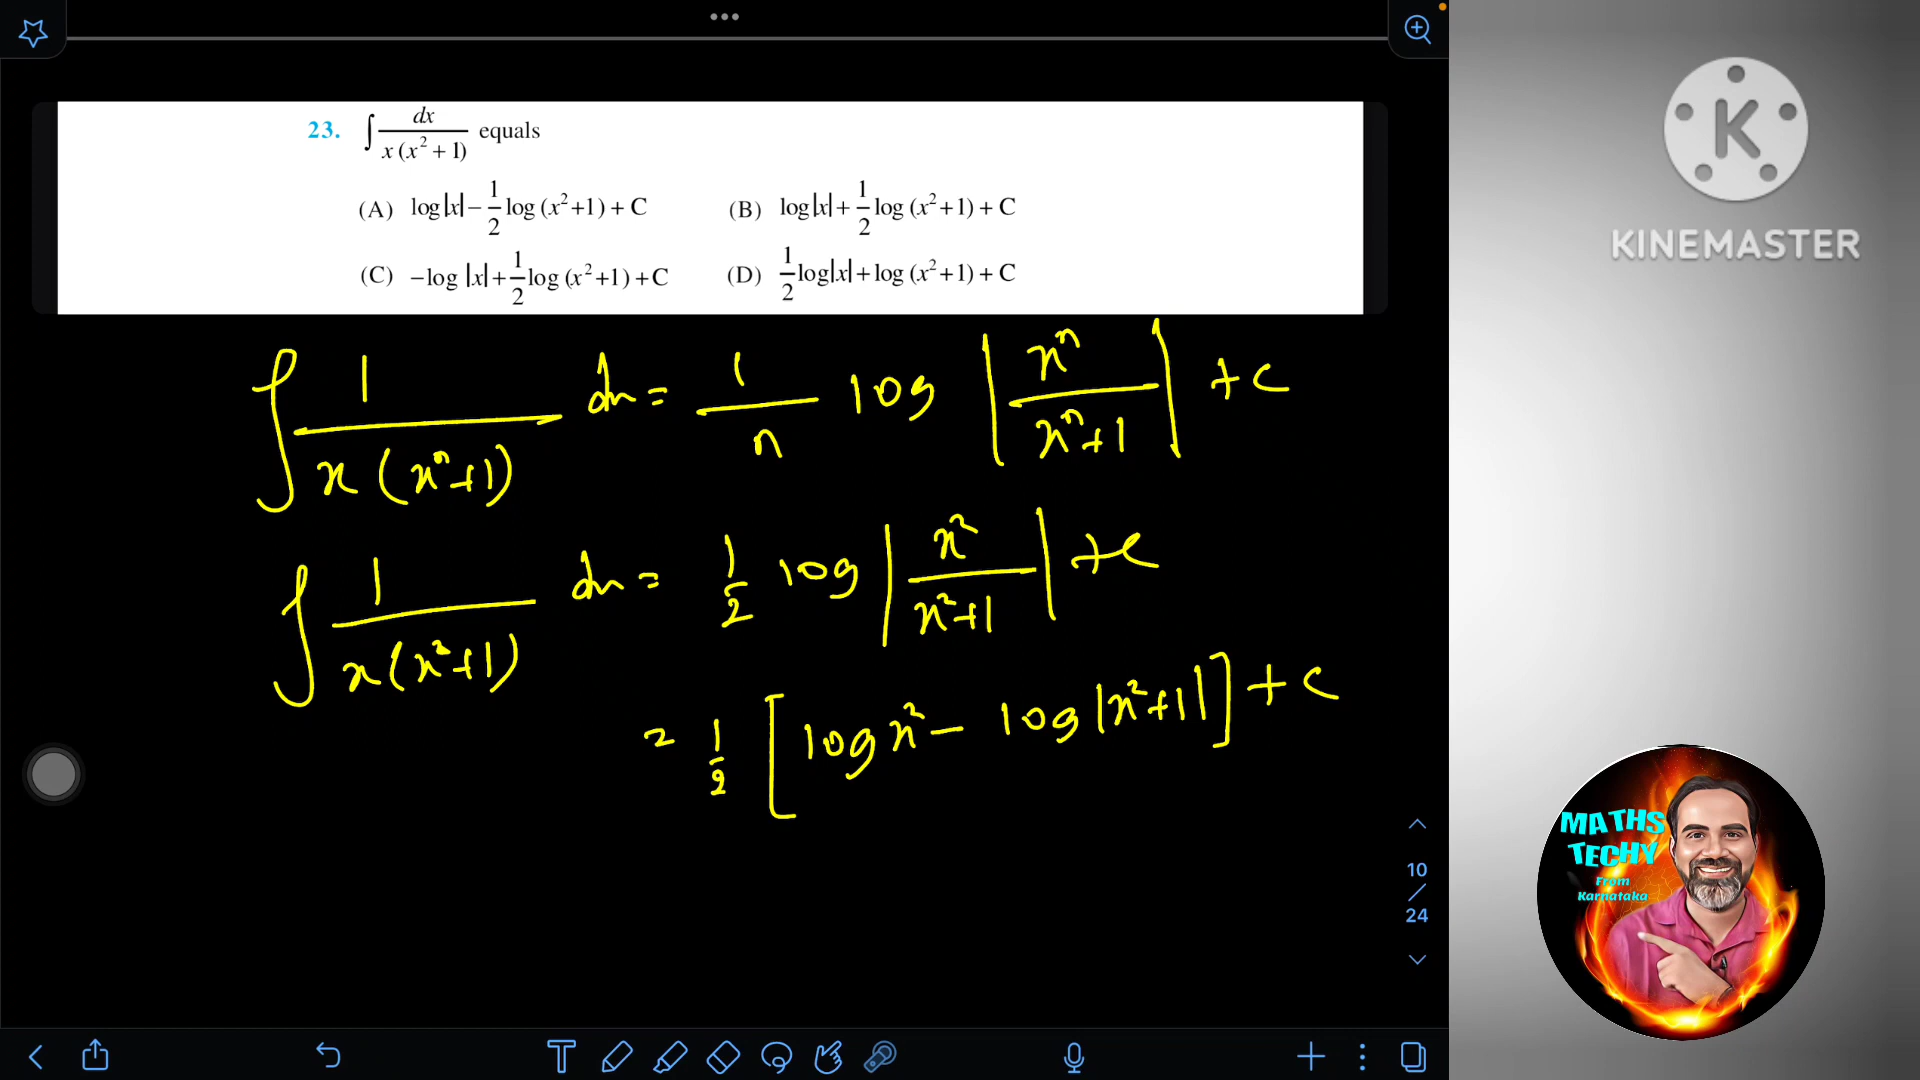 23. ∫ dx / x (x² + 1) equals
(A) log|x| − 1/2 log (x²+1) + C (B) log|x| + 1/2 log (x²+1) + C
(C) −log |x| + 1/2 log (x²+1) + C (D) 1/2 log|x| + log (x²+1) + C
∫ 1 / x (xⁿ+1) dx = 1/n log | xⁿ / xⁿ+1 | + c
∫ 1 / x(x²+1) dx = 1/2 log | x² / x²+1 | + c
= 1/2 [ log x² − log |x²+1| ] + c
K
KINEMASTER
MATHS
TECHY
From
Karnataka
10
/
24
T